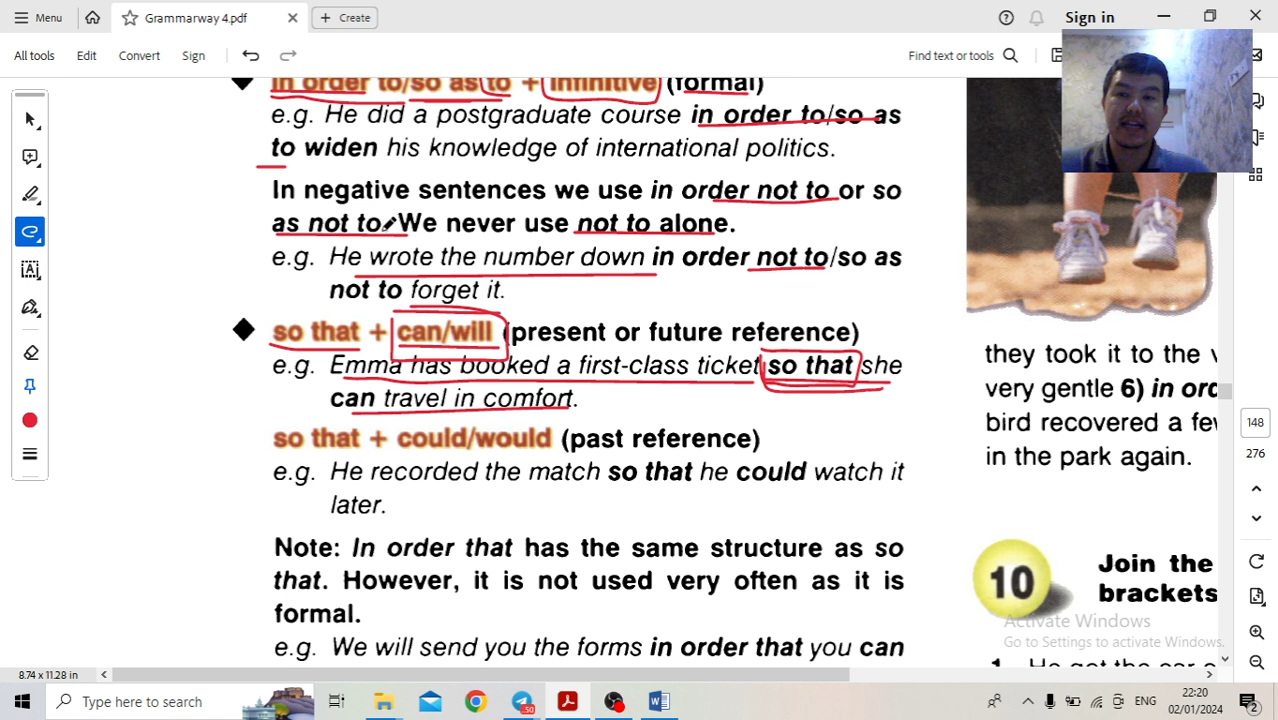 Menu
Grammarway 4.pdf
Create
Sign in
All tools
Edit
Convert
Sign
Find text or tools
in order to/so as to + infinitive (formal)
e.g. He did a postgraduate course in order to/so as
to widen his knowledge of international politics.
In negative sentences we use in order not to or so
as not to. We never use not to alone.
e.g. He wrote the number down in order not to/so as
not to forget it.
so that + can/will (present or future reference)
e.g. Emma has booked a first-class ticket so that she
can travel in comfort.
so that + could/would (past reference)
e.g. He recorded the match so that he could watch it
later.
Note: In order that has the same structure as so
that. However, it is not used very often as it is
formal.
e.g. We will send you the forms in order that you can
they took it to the
very gentle 6) in
bird recovered a
in the park again.
10
Join the
brackets
1 He got the car
Activate Windows
Go to Settings to activate Windows.
148
276
8.74 x 11.28 in
Type here to search
.50
ENG
22:20
02/01/2024
2